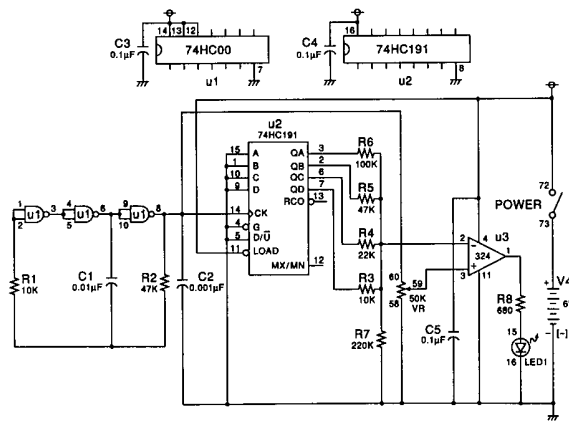 14 13 12
C3
0.1µF
74HC00
7
u1
16
C4
0.1µF
74HC191
8
u2
u2
74HC191
15 A QA 3
1 B QB 2
10 C QC 6
9 D QD 7
RCO 13
14 CK
4 G
5 D/U̅
11 LOAD
MX/MN 12
R6
100K
R5
47K
R4
22K
R3
10K
R7
220K
1
2
u1
3
4
5
u1
6
9
10
u1
8
R1
10K
C1
0.01µF
R2
47K
C2
0.001µF
60
59
58
50K
VR
C5
0.1µF
2
3
4
u3
324
1
11
R8
680
15
16 LED1
POWER
72
73
+
V4
6
- [-]